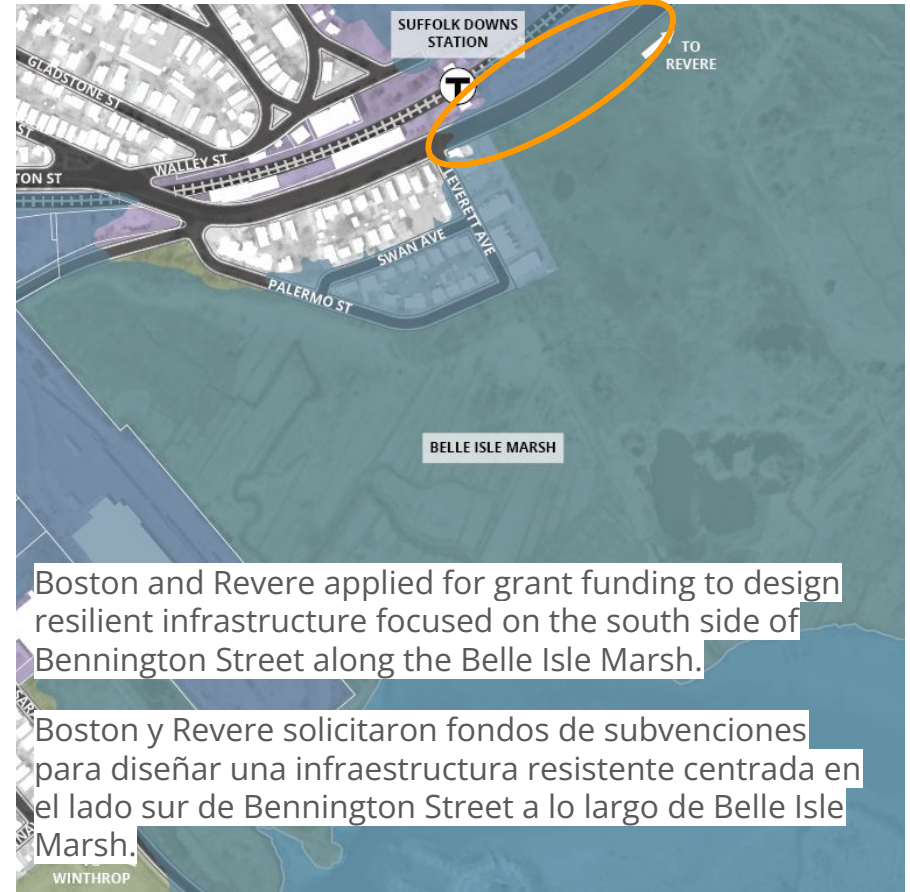 SUFFOLK DOWNS
STATION
T
TO
REVERE
GLADSTONE ST
ST
WALLEY ST
TON ST
LEVERETT AVE
SWAN AVE
PALERMO ST
BELLE ISLE MARSH
Boston and Revere applied for grant funding to design
resilient infrastructure focused on the south side of
Bennington Street along the Belle Isle Marsh.
Boston y Revere solicitaron fondos de subvenciones
para diseñar una infraestructura resistente centrada en
el lado sur de Bennington Street a lo largo de Belle Isle
Marsh.
WINTHROP